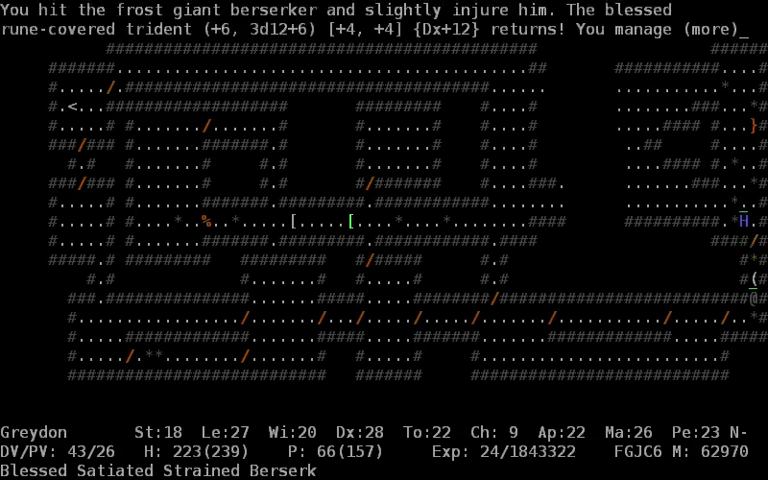 You hit the frost giant berserker and slightly injure him. The blessed
rune-covered trident (+6, 3d12+6) [+4, +4] {Dx+12} returns! You manage (more)_
Greydon St:18 Le:27 Wi:20 Dx:28 To:22 Ch: 9 Ap:22 Ma:26 Pe:23 N-
DV/PV: 43/26 H: 223(239) P: 66(157) Exp: 24/1843322 FGJC6 M: 62970
Blessed Satiated Strained Berserk